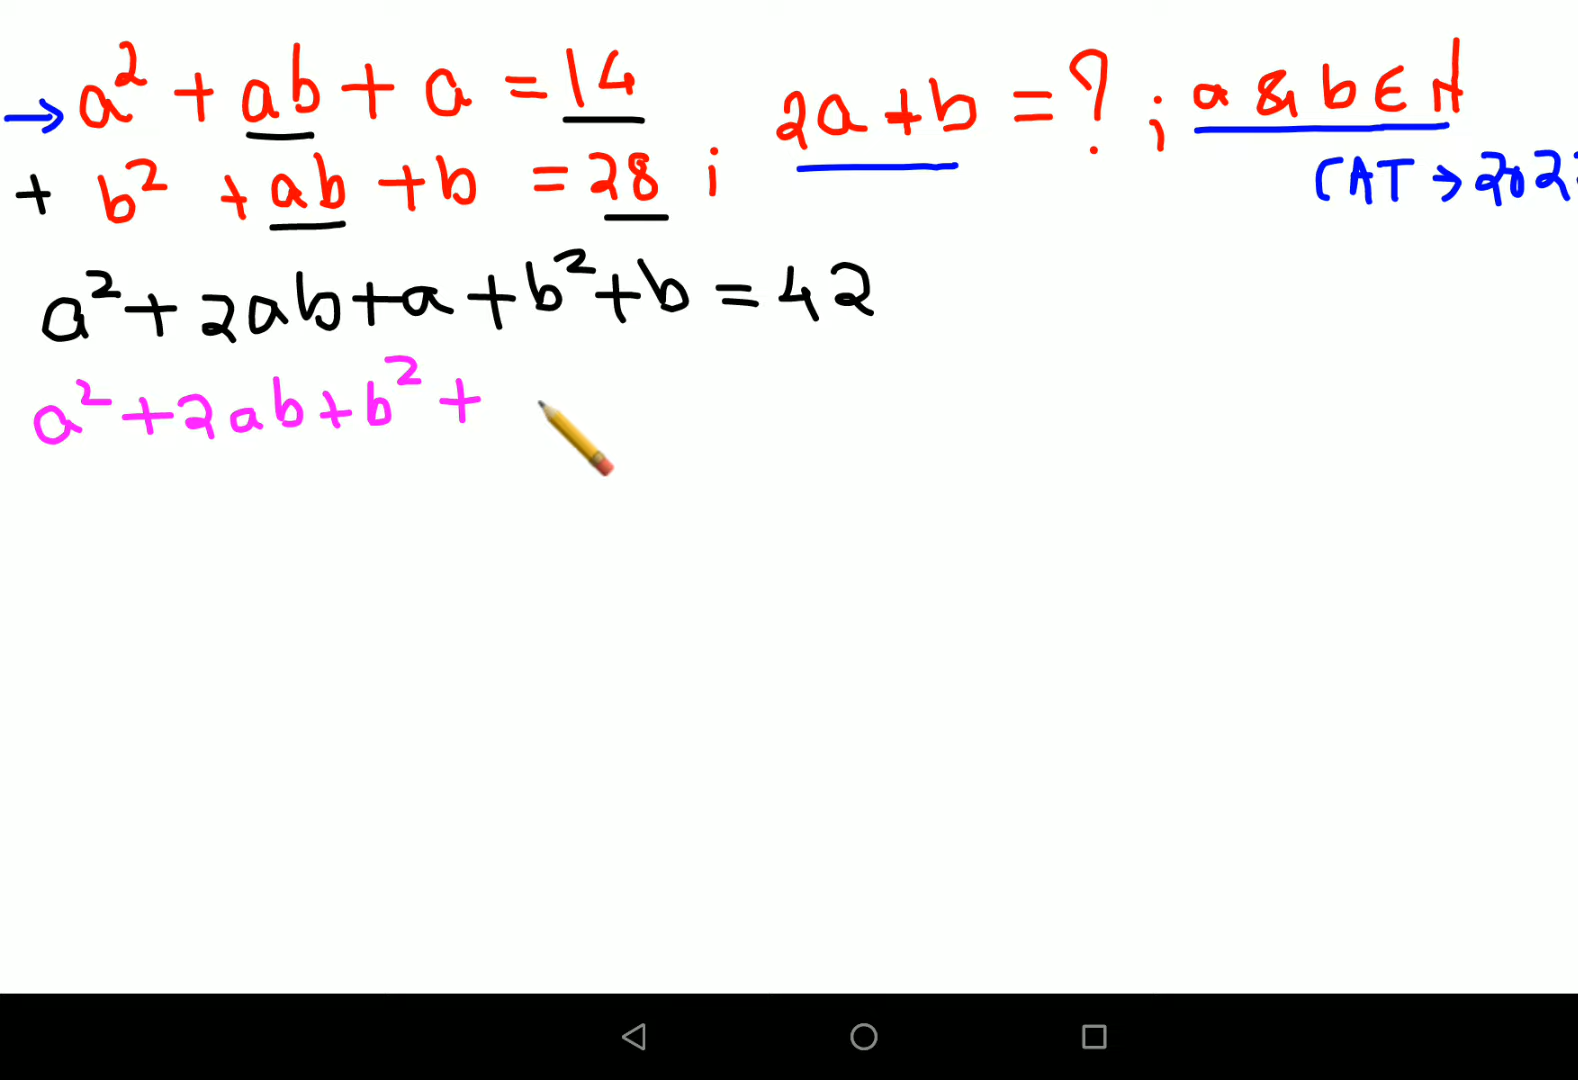 → a² + ab + a = 14
2a + b = ? ; a & b ∈ N
+ b² + ab + b = 28 ;
CAT → 202
a² + 2ab + a + b² + b = 42
a² + 2ab + b² +